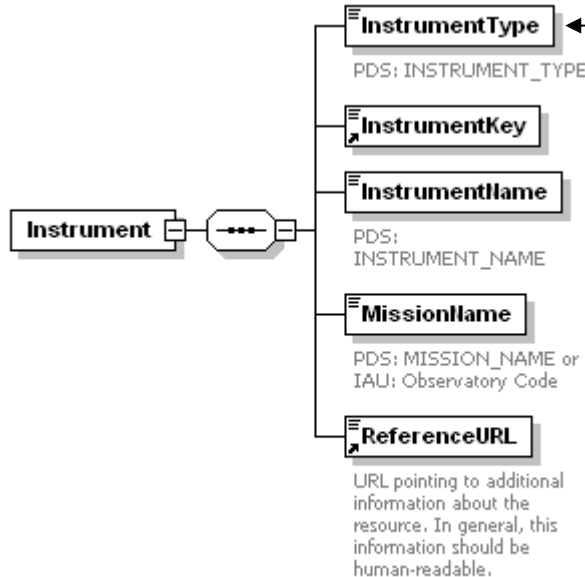 InstrumentType
PDS: INSTRUMENT_TYPE
InstrumentKey
InstrumentName
PDS:
INSTRUMENT_NAME
Instrument
MissionName
PDS: MISSION_NAME or
IAU: Observatory Code
ReferenceURL
URL pointing to additional
information about the
resource. In general, this
information should be
human-readable.